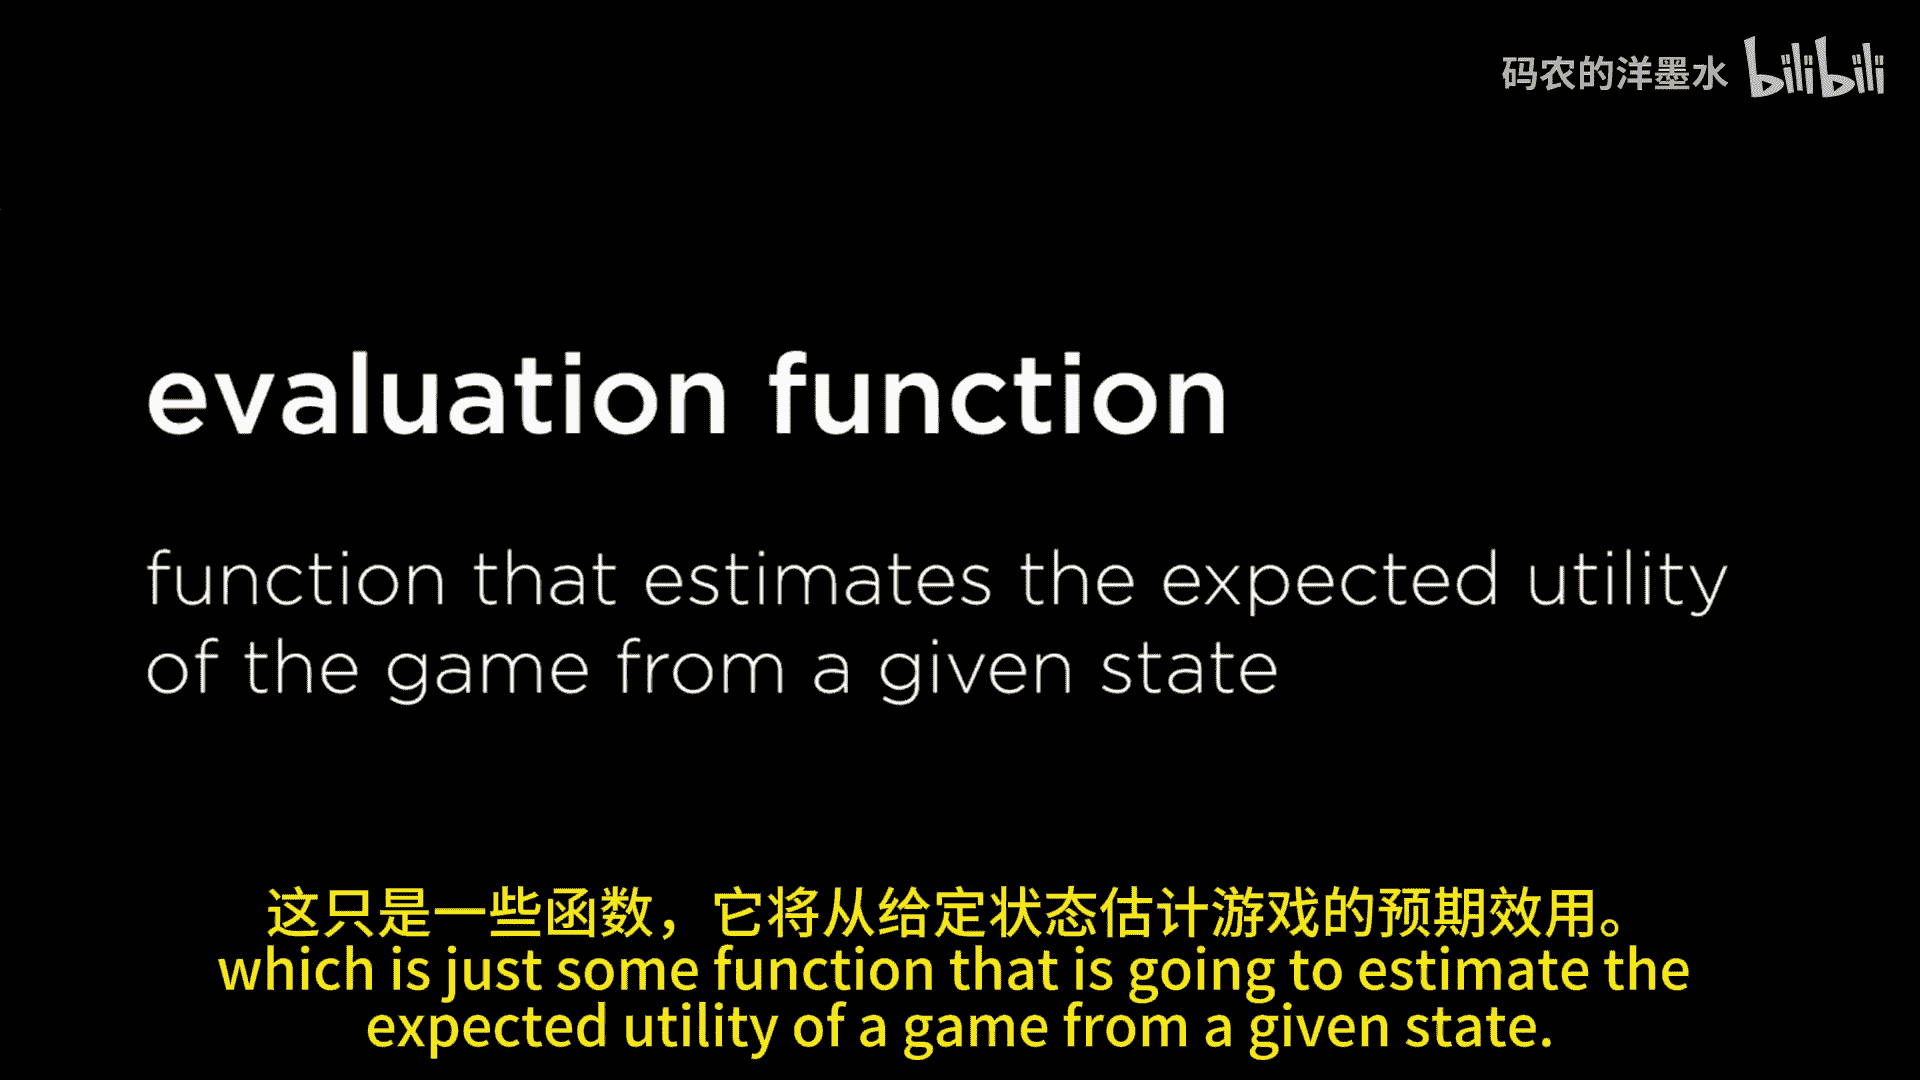 码农的洋墨水 bilibili
evaluation function
function that estimates the expected utility
of the game from a given state
这只是一些函数，它将从给定状态估计游戏的预期效用。
which is just some function that is going to estimate the
expected utility of a game from a given state.